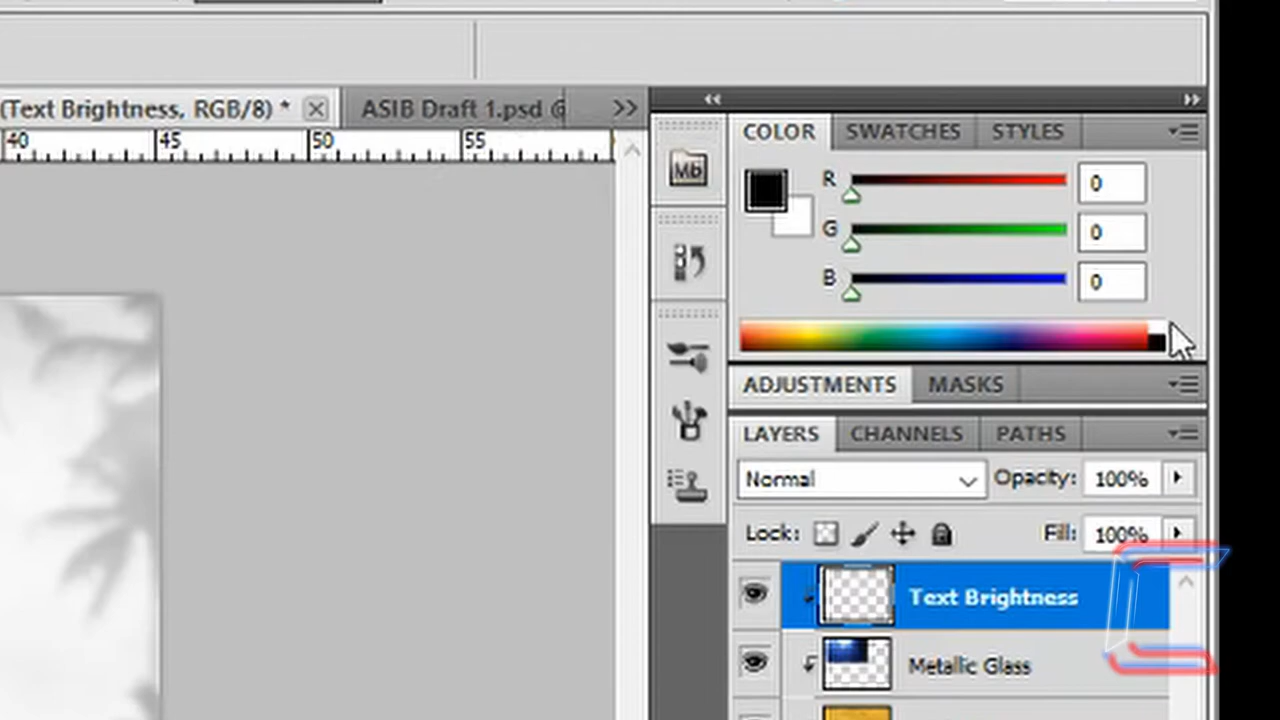 (Text Brightness, RGB/8) * ASIB Draft 1.psd @
40 45 50 55
Mb
COLOR SWATCHES STYLES
R 0
G 0
B 0
ADJUSTMENTS MASKS
LAYERS CHANNELS PATHS
Normal Opacity: 100%
Lock: Fill: 100%
Text Brightness
Metallic Glass